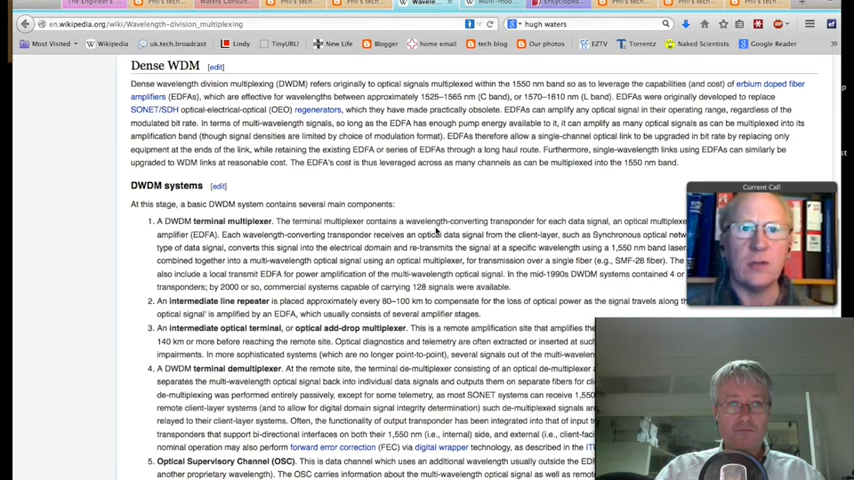 The Engineer's
Waters Consult
Phil's t
Phil's tech
Wavele
Multi-mod
Encyclopedi
Phil's tech
Phil's tech
Phil's tech
en.wikipedia.org/wiki/Wavelength-division_multiplexing
hugh waters
Most Visited
Wikipedia
uk.tech.broadcast
Lindy
TinyURL!
New Life
Blogger
home email
tech blog
Our photos
EZTV
Torrentz
Naked Scientists
Google Reader
Dense WDM [edit]
Dense wavelength division multiplexing (DWDM) refers originally to optical signals multiplexed within the 1550 nm band so as to leverage the capabilities (and cost) of erbium doped fiber
amplifiers (EDFAs), which are effective for wavelengths between approximately 1525–1565 nm (C band), or 1570–1610 nm (L band). EDFAs were originally developed to replace
SONET/SDH optical-electrical-optical (OEO) regenerators, which they have made practically obsolete. EDFAs can amplify any optical signal in their operating range, regardless of the
modulated bit rate. In terms of multi-wavelength signals, so long as the EDFA has enough pump energy available to it, it can amplify as many optical signals as can be multiplexed into its
amplification band (though signal densities are limited by choice of modulation format). EDFAs therefore allow a single-channel optical link to be upgraded in bit rate by replacing only
equipment at the ends of the link, while retaining the existing EDFA or series of EDFAs through a long haul route. Furthermore, single-wavelength links using EDFAs can similarly be
upgraded to WDM links at reasonable cost. The EDFA's cost is thus leveraged across as many channels as can be multiplexed into the 1550 nm band.
DWDM systems [edit]
At this stage, a basic DWDM system contains several main components:
1. A DWDM terminal multiplexer. The terminal multiplexer contains a wavelength-converting transponder for each data signal, an optical multiple
amplifier (EDFA). Each wavelength-converting transponder receives an optical data signal from the client-layer, such as Synchronous optical netw
type of data signal, converts this signal into the electrical domain and re-transmits the signal at a specific wavelength using a 1,550 nm band laser.
combined together into a multi-wavelength optical signal using an optical multiplexer, for transmission over a single fiber (e.g., SMF-28 fiber). The
also include a local transmit EDFA for power amplification of the multi-wavelength optical signal. In the mid-1990s DWDM systems contained 4 or
transponders; by 2000 or so, commercial systems capable of carrying 128 signals were available.
2. An intermediate line repeater is placed approximately every 80–100 km to compensate for the loss of optical power as the signal travels along th
optical signal' is amplified by an EDFA, which usually consists of several amplifier stages.
3. An intermediate optical terminal, or optical add-drop multiplexer. This is a remote amplification site that amplifies the
140 km or more before reaching the remote site. Optical diagnostics and telemetry are often extracted or inserted at such
impairments. In more sophisticated systems (which are no longer point-to-point), several signals out of the multi-wavelen
4. A DWDM terminal demultiplexer. At the remote site, the terminal de-multiplexer consisting of an optical de-multiplexer a
separates the multi-wavelength optical signal back into individual data signals and outputs them on separate fibers for cli
de-multiplexing was performed entirely passively, except for some telemetry, as most SONET systems can receive 1,550
remote client-layer systems (and to allow for digital domain signal integrity determination) such de-multiplexed signals are
relayed to their client-layer systems. Often, the functionality of output transponder has been integrated into that of input tr
transponders that support bi-directional interfaces on both their 1,550 nm (i.e., internal) side, and external (i.e., client-faci
nominal operation may also perform forward error correction (FEC) via digital wrapper technology, as described in the IT
5. Optical Supervisory Channel (OSC). This is data channel which uses an additional wavelength usually outside the EDF
another proprietary wavelength). The OSC carries information about the multi-wavelength optical signal as well as remot
Current Call